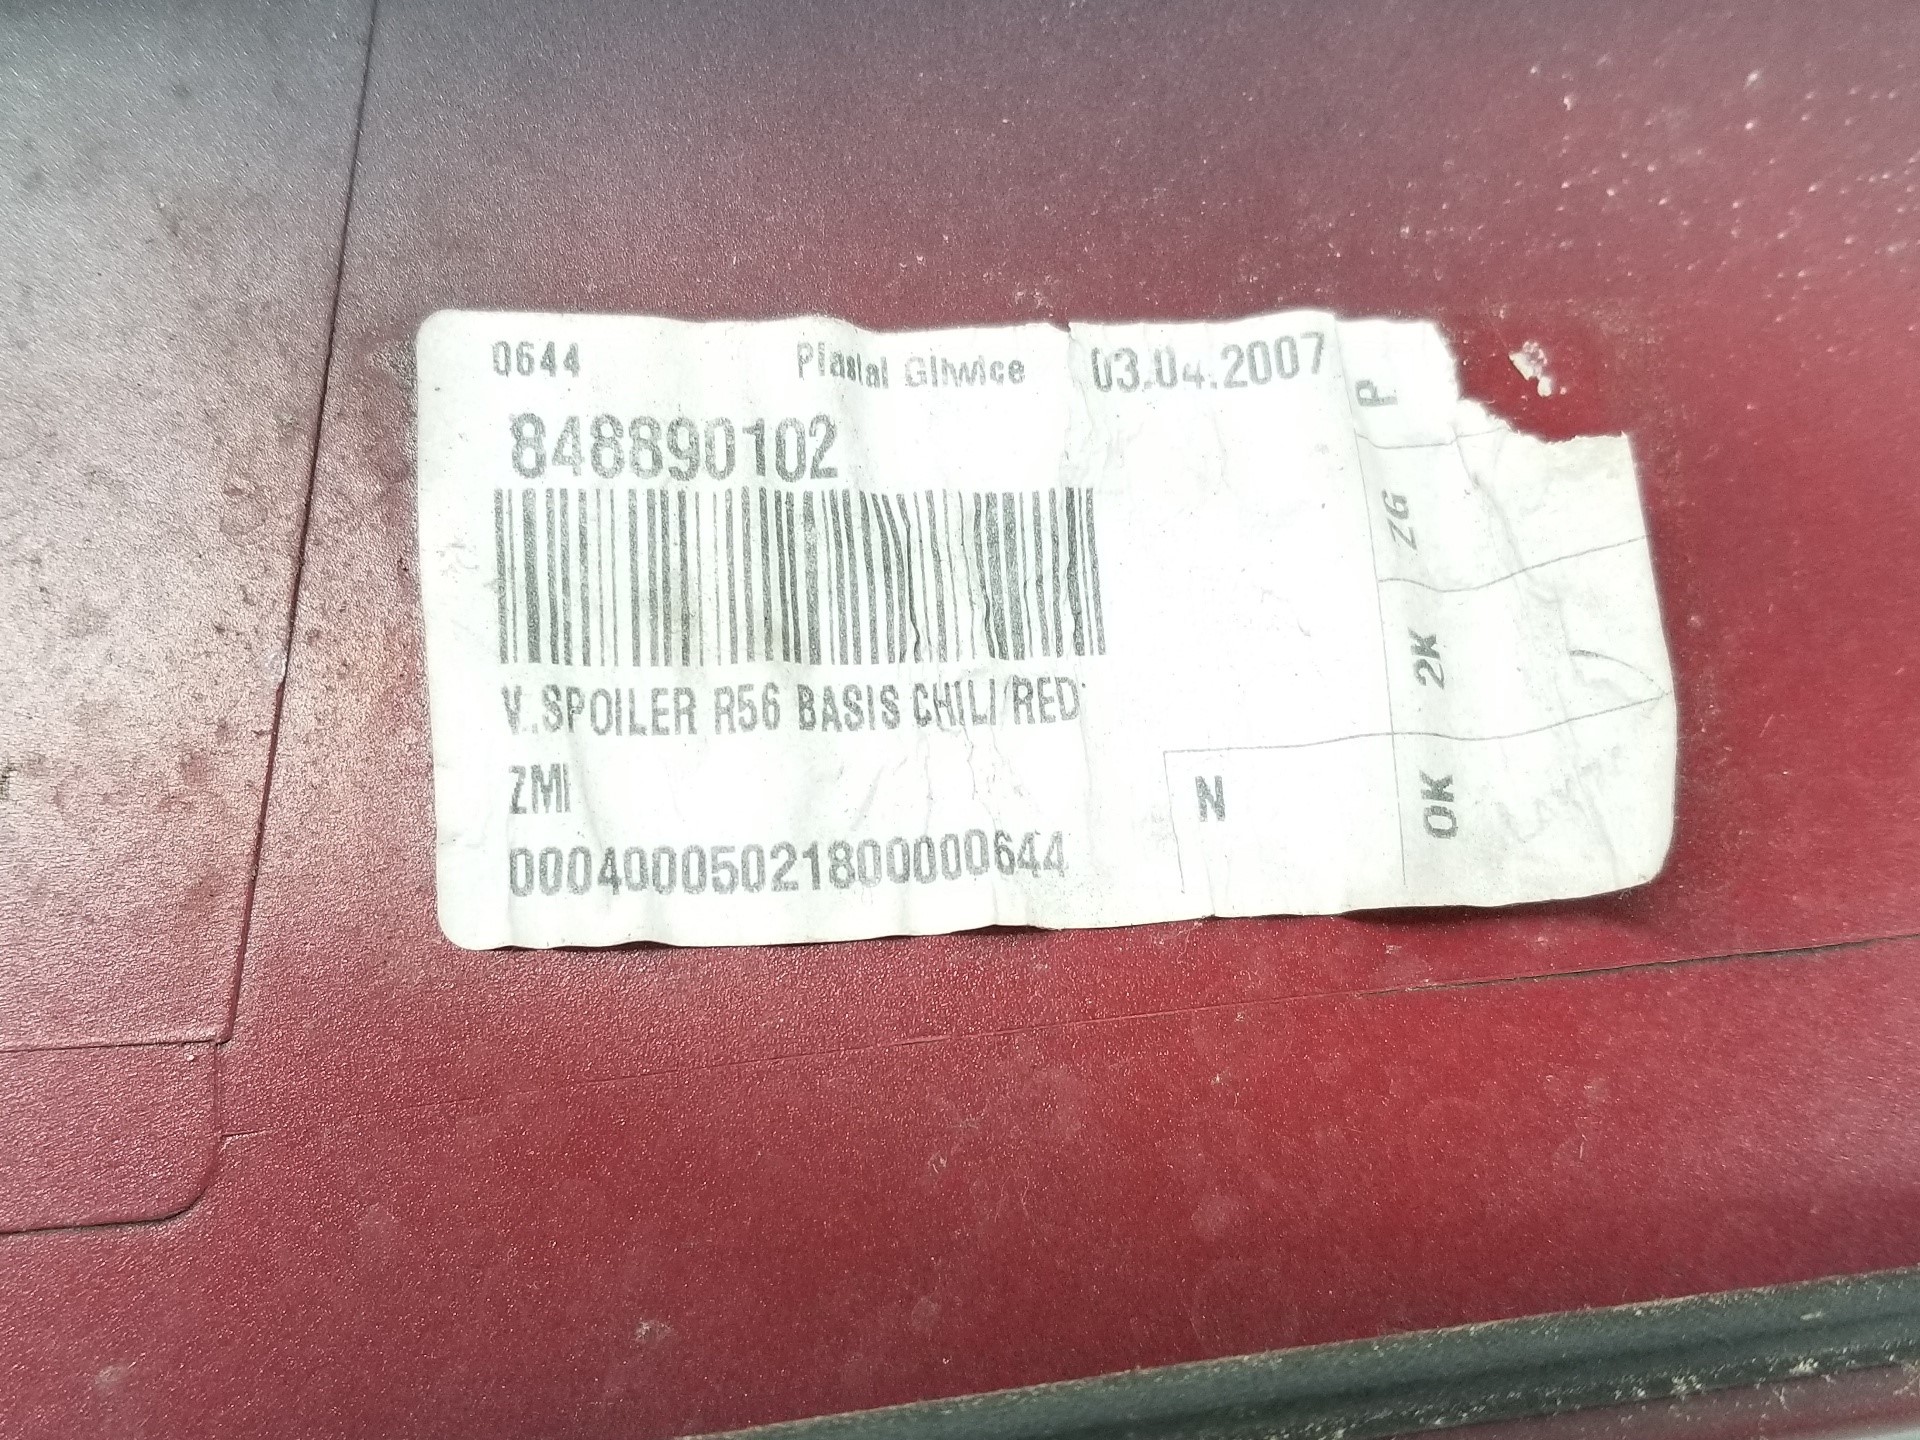 0644 Plastal Gliwice 03.04.2007
848890102
V.SPOILER R56 BASIS CHILI/RED
ZMI
00040005021800000644
N
P
ZG
2K
OK